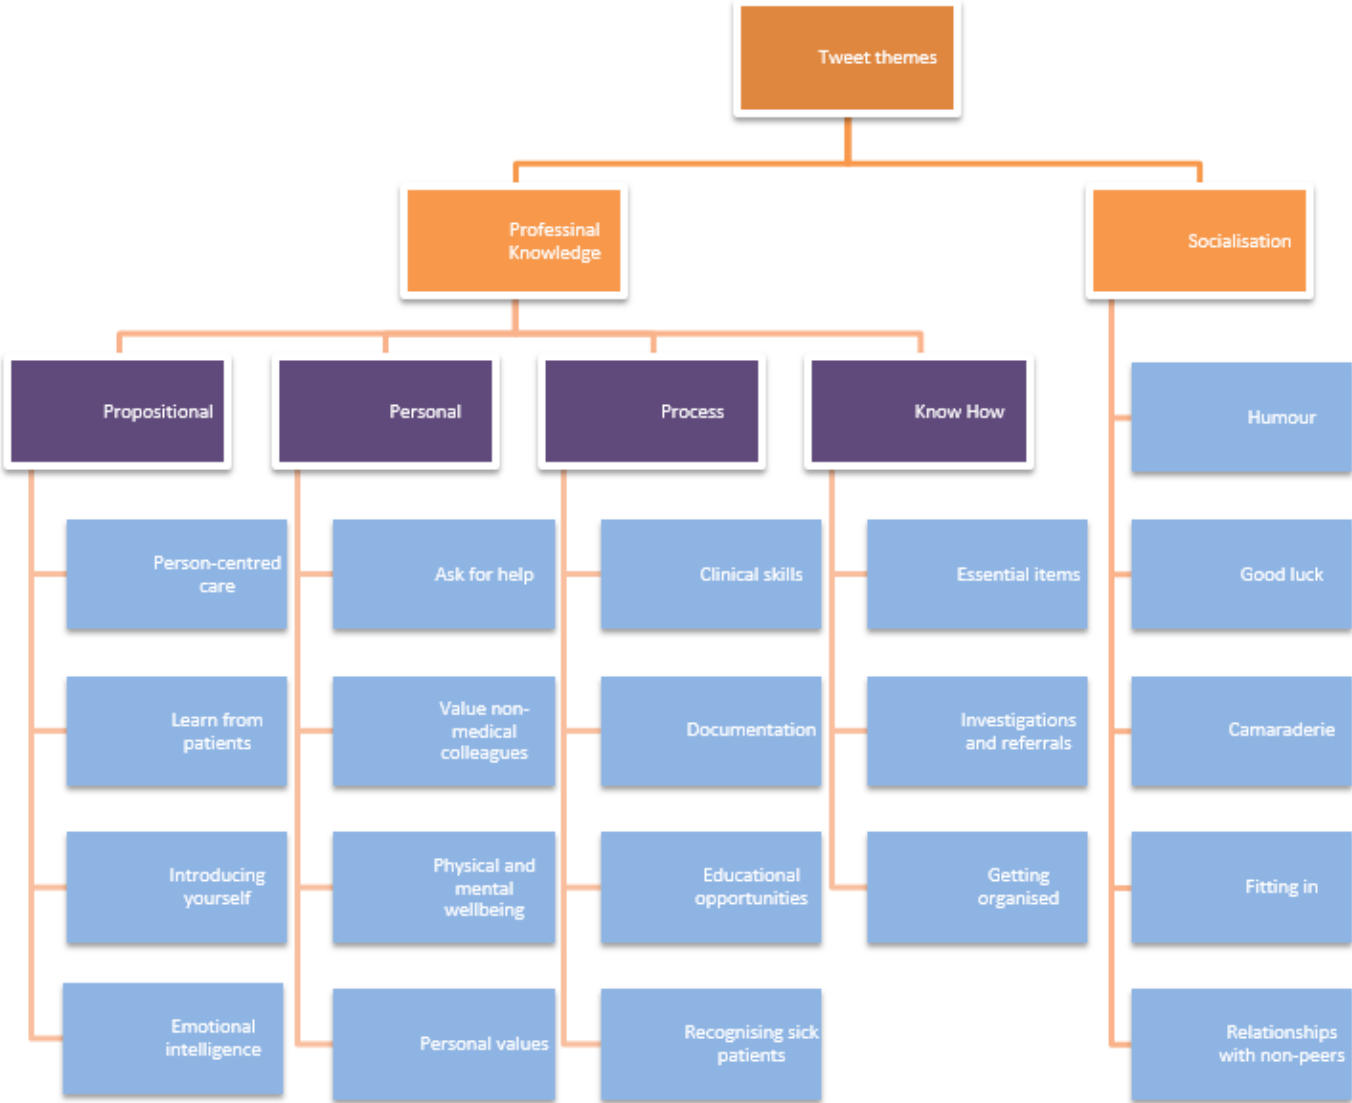 Tweet themes
Professinal
Knowledge
Socialisation
Propositional
Personal
Process
Know How
Humour
Person-centred
care
Ask for help
Clinical skills
Essential items
Good luck
Learn from
patients
Value non-
medical
colleagues
Documentation
Investigations
and referrals
Camaraderie
Introducing
yourself
Physical and
mental
wellbeing
Educational
opportunities
Getting
organised
Fitting in
Emotional
intelligence
Personal values
Recognising sick
patients
Relationships
with non-peers